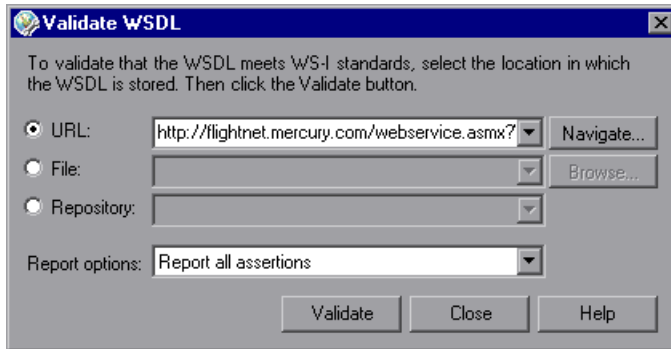 Validate WSDL
To validate that the WSDL meets WS-I standards, select the location in which
the WSDL is stored. Then click the Validate button.
URL: http://flightnet.mercury.com/webservice.asmx? Navigate...
File: Browse...
Repository:
Report options: Report all assertions
Validate Close Help